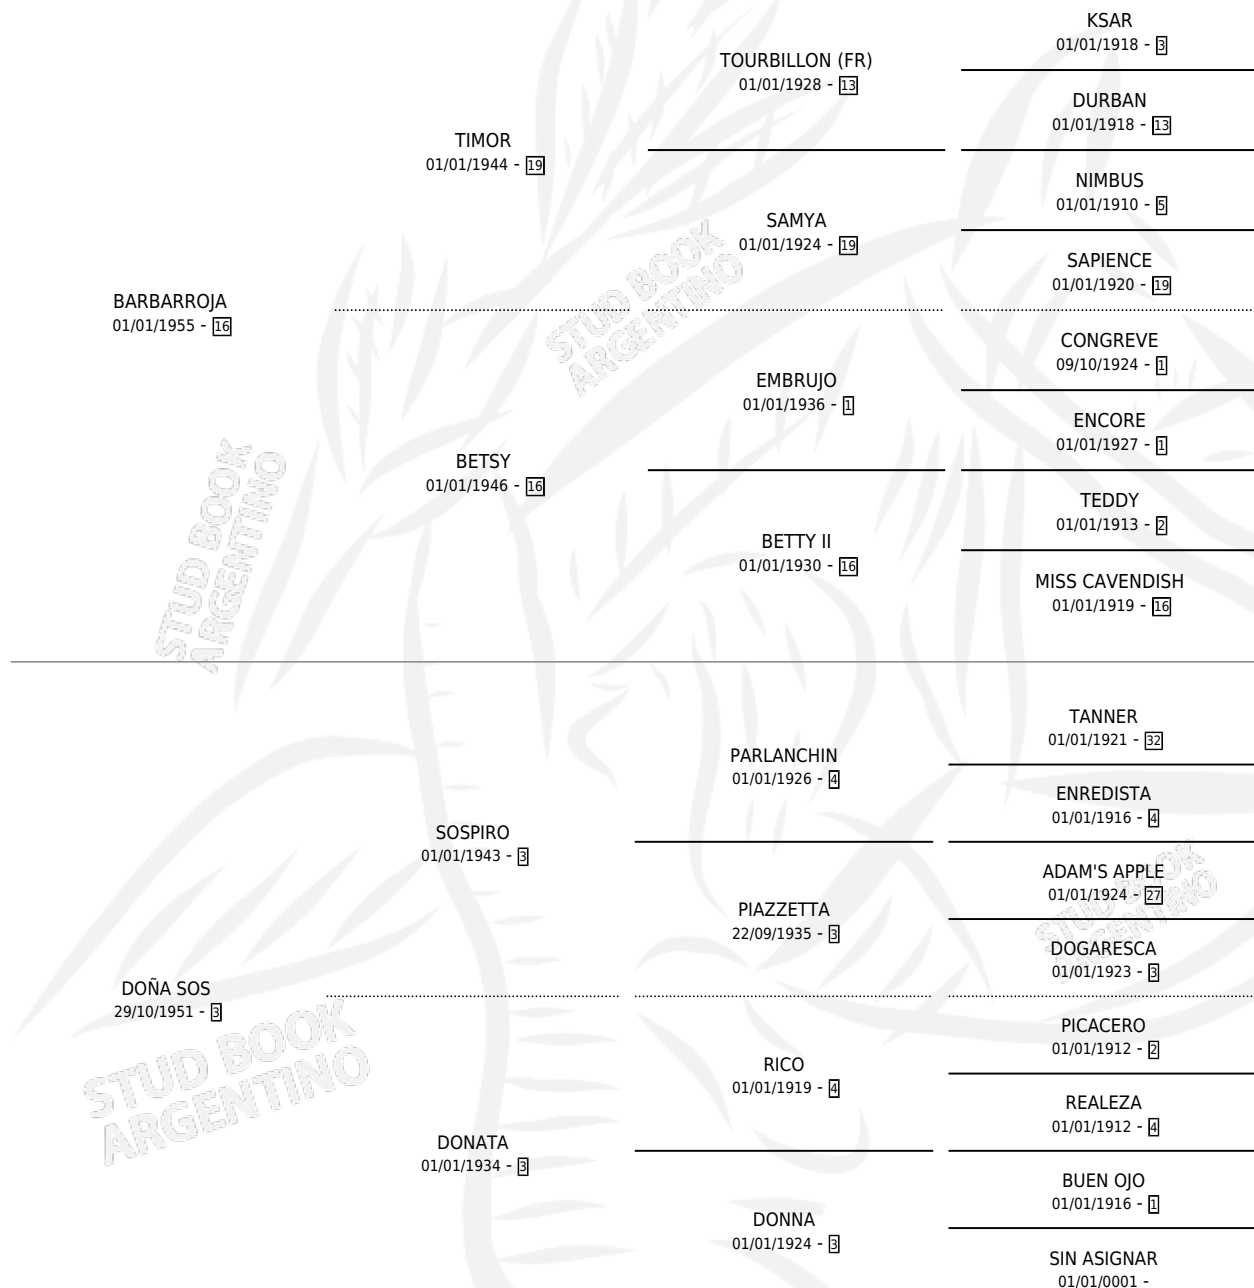 KSAR
01/01/1918 - 3
TOURBILLON (FR)
01/01/1928 - 13
DURBAN
01/01/1918 - 13
TIMOR
01/01/1944 - 19
NIMBUS
01/01/1910 - 5
SAMYA
01/01/1924 - 19
SAPIENCE
01/01/1920 - 19
BARBARROJA
01/01/1955 - 16
CONGREVE
09/10/1924 - 1
EMBRUJO
01/01/1936 - 1
ENCORE
01/01/1927 - 1
BETSY
01/01/1946 - 16
TEDDY
01/01/1913 - 2
BETTY II
01/01/1930 - 16
MISS CAVENDISH
01/01/1919 - 16
STUD BOOK
ARGENTINO
STUD BOOK
ARGENTINO
TANNER
01/01/1921 - 32
PARLANCHIN
01/01/1926 - 4
ENREDISTA
01/01/1916 - 4
SOSPIRO
01/01/1943 - 3
ADAM'S APPLE
01/01/1924 - 27
PIAZZETTA
22/09/1935 - 3
DOGARESCA
01/01/1923 - 3
DOÑA SOS
29/10/1951 - 3
PICACERO
01/01/1912 - 2
RICO
01/01/1919 - 4
REALEZA
01/01/1912 - 4
DONATA
01/01/1934 - 3
BUEN OJO
01/01/1916 - 1
DONNA
01/01/1924 - 3
SIN ASIGNAR
01/01/0001 -
STUD BOOK
ARGENTINO
STUD BOOK
ARGENTINO